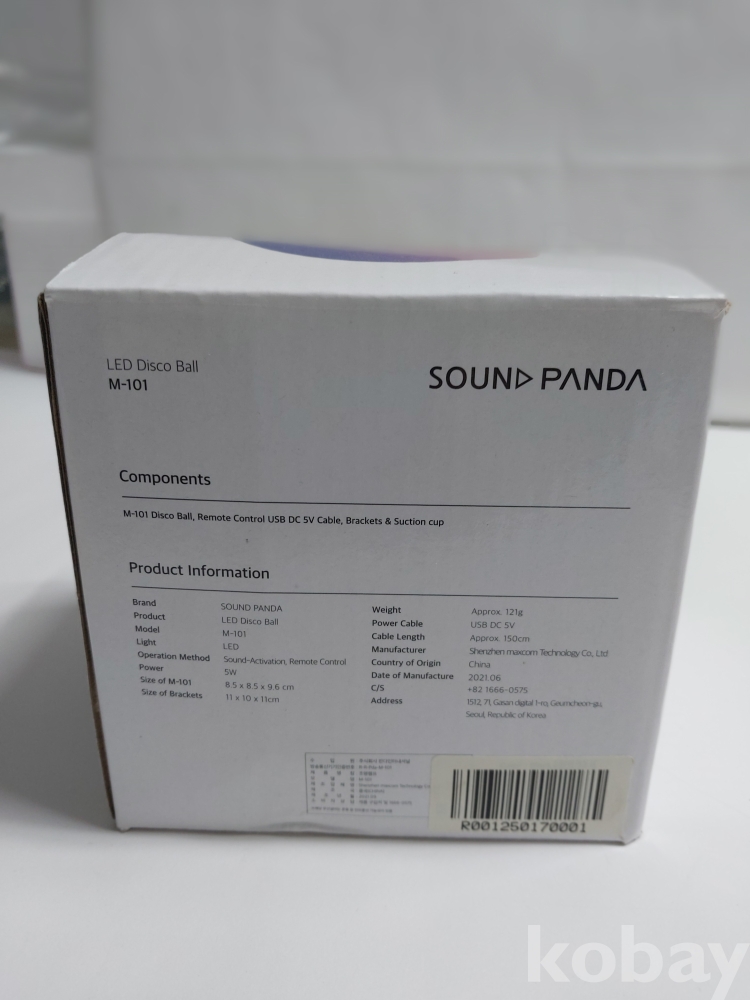 LED Disco Ball
M-101
SOUND PANDA
Components
M-101 Disco Ball, Remote Control USB DC 5V Cable, Brackets & Suction cup
Product Information
Brand SOUND PANDA
Product LED Disco Ball
Model M-101
Light LED
Operation Method Sound-Activation, Remote Control
Power 5W
Size of M-101 8.5 x 8.5 x 9.6 cm
Size of Brackets 11 x 10 x 11cm
Weight Approx. 121g
Power Cable USB DC 5V
Cable Length Approx. 150cm
Manufacturer Shenzhen maxcom Technology Co., Ltd
Country of Origin China
Date of Manufacture 2021.06
C/S +82 1666-0575
Address 1512, 71, Gasan digital 1-ro, Geumcheon-gu,
Seoul, Republic of Korea
R001250170001
kobay